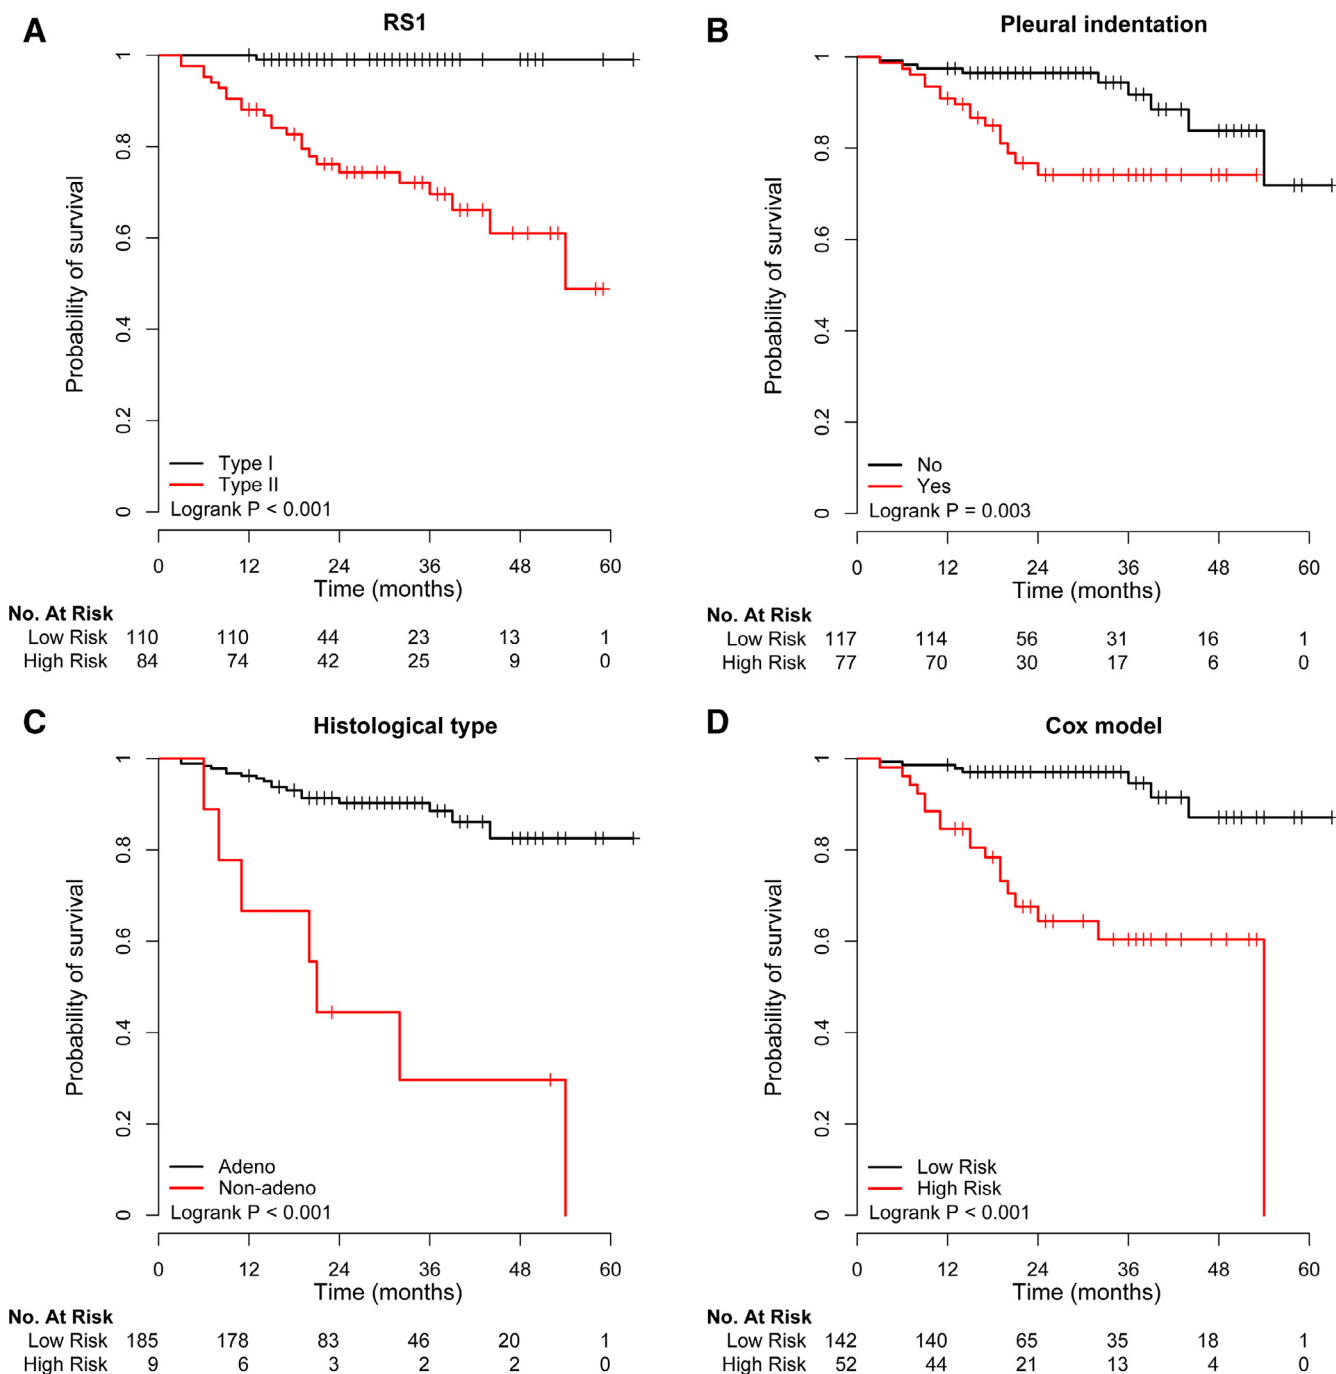 A
RS1
Probability of survival
1
0.8
0.6
0.4
0.2
0
Type I
Type II
Logrank P < 0.001
0 12 24 36 48 60
Time (months)
No. At Risk
Low Risk 110 110 44 23 13 1
High Risk 84 74 42 25 9 0
B
Pleural indentation
Probability of survival
1
0.8
0.6
0.4
0.2
0
No
Yes
Logrank P = 0.003
0 12 24 36 48 60
Time (months)
No. At Risk
Low Risk 117 114 56 31 16 1
High Risk 77 70 30 17 6 0
C
Histological type
Probability of survival
1
0.8
0.6
0.4
0.2
0
Adeno
Non-adeno
Logrank P < 0.001
0 12 24 36 48 60
Time (months)
No. At Risk
Low Risk 185 178 83 46 20 1
High Risk 9 6 3 2 2 0
D
Cox model
Probability of survival
1
0.8
0.6
0.4
0.2
0
Low Risk
High Risk
Logrank P < 0.001
0 12 24 36 48 60
Time (months)
No. At Risk
Low Risk 142 140 65 35 18 1
High Risk 52 44 21 13 4 0